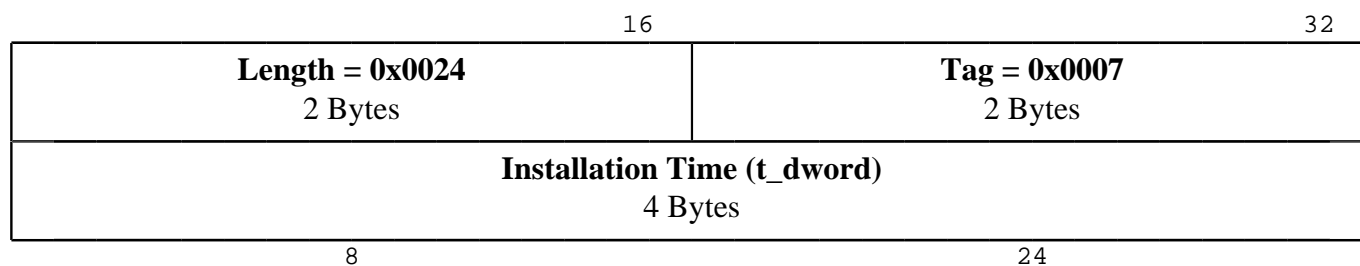 16 32
Length = 0x0024 Tag = 0x0007
2 Bytes 2 Bytes
Installation Time (t_dword)
4 Bytes
8 24